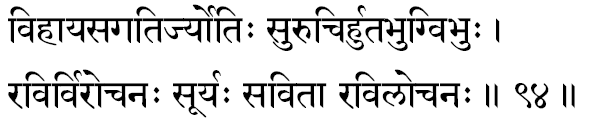 विहायसगतिर्ज्योतिः सुरुचिर्हुतभुग्विभुः ।
रविर्विरोचनः सूर्यः सविता रविलोचनः ॥ ९४ ॥